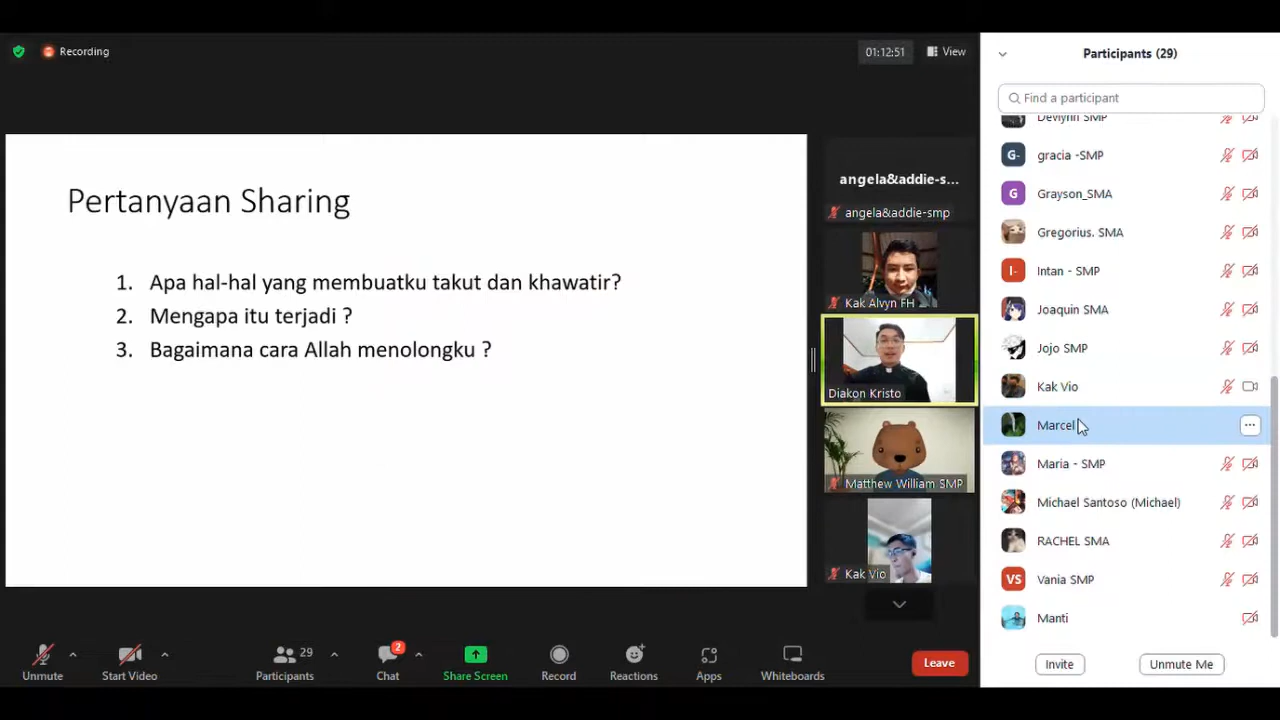 Recording
01:12:51
View
Participants (29)
Find a participant
Pertanyaan Sharing
1. Apa hal-hal yang membuatku takut dan khawatir?
2. Mengapa itu terjadi ?
3. Bagaimana cara Allah menolongku ?
angela&addie-s...
angela&addie-smp
Kak Alvyn FH
Diakon Kristo
Matthew William SMP
Kak Vio
Devlynn SMP
G- gracia -SMP
G Grayson_SMA
Gregorius. SMA
I- Intan - SMP
Joaquin SMA
Jojo SMP
Kak Vio
Marcel
Maria - SMP
Michael Santoso (Michael)
RACHEL SMA
VS Vania SMP
Manti
Invite
Unmute Me
Unmute
Start Video
29
Participants
2
Chat
Share Screen
Record
Reactions
Apps
Whiteboards
Leave